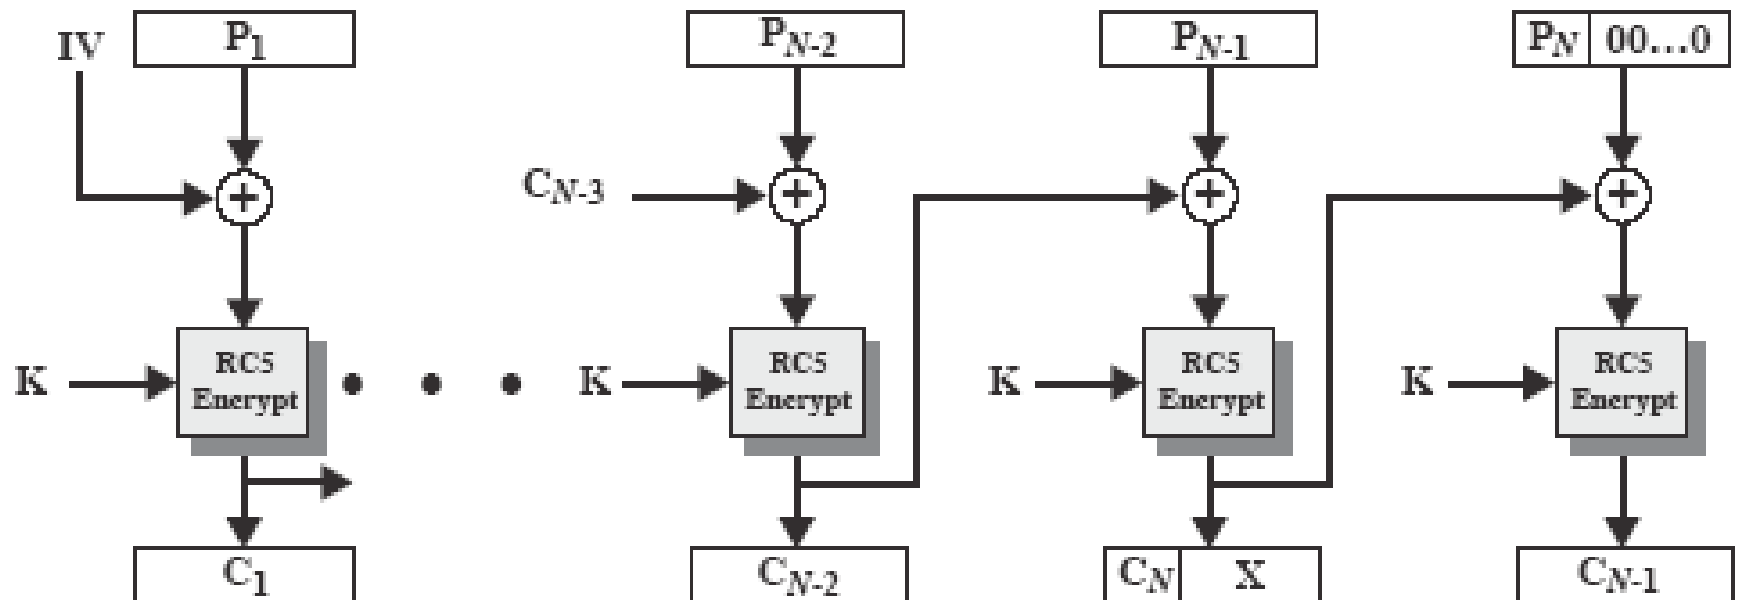 IV P1 PN-2 PN-1 PN 00...0
+ CN-3 + + +
K RC5 Encrypt • • • K RC5 Encrypt K RC5 Encrypt K RC5 Encrypt
C1 CN-2 CN X CN-1